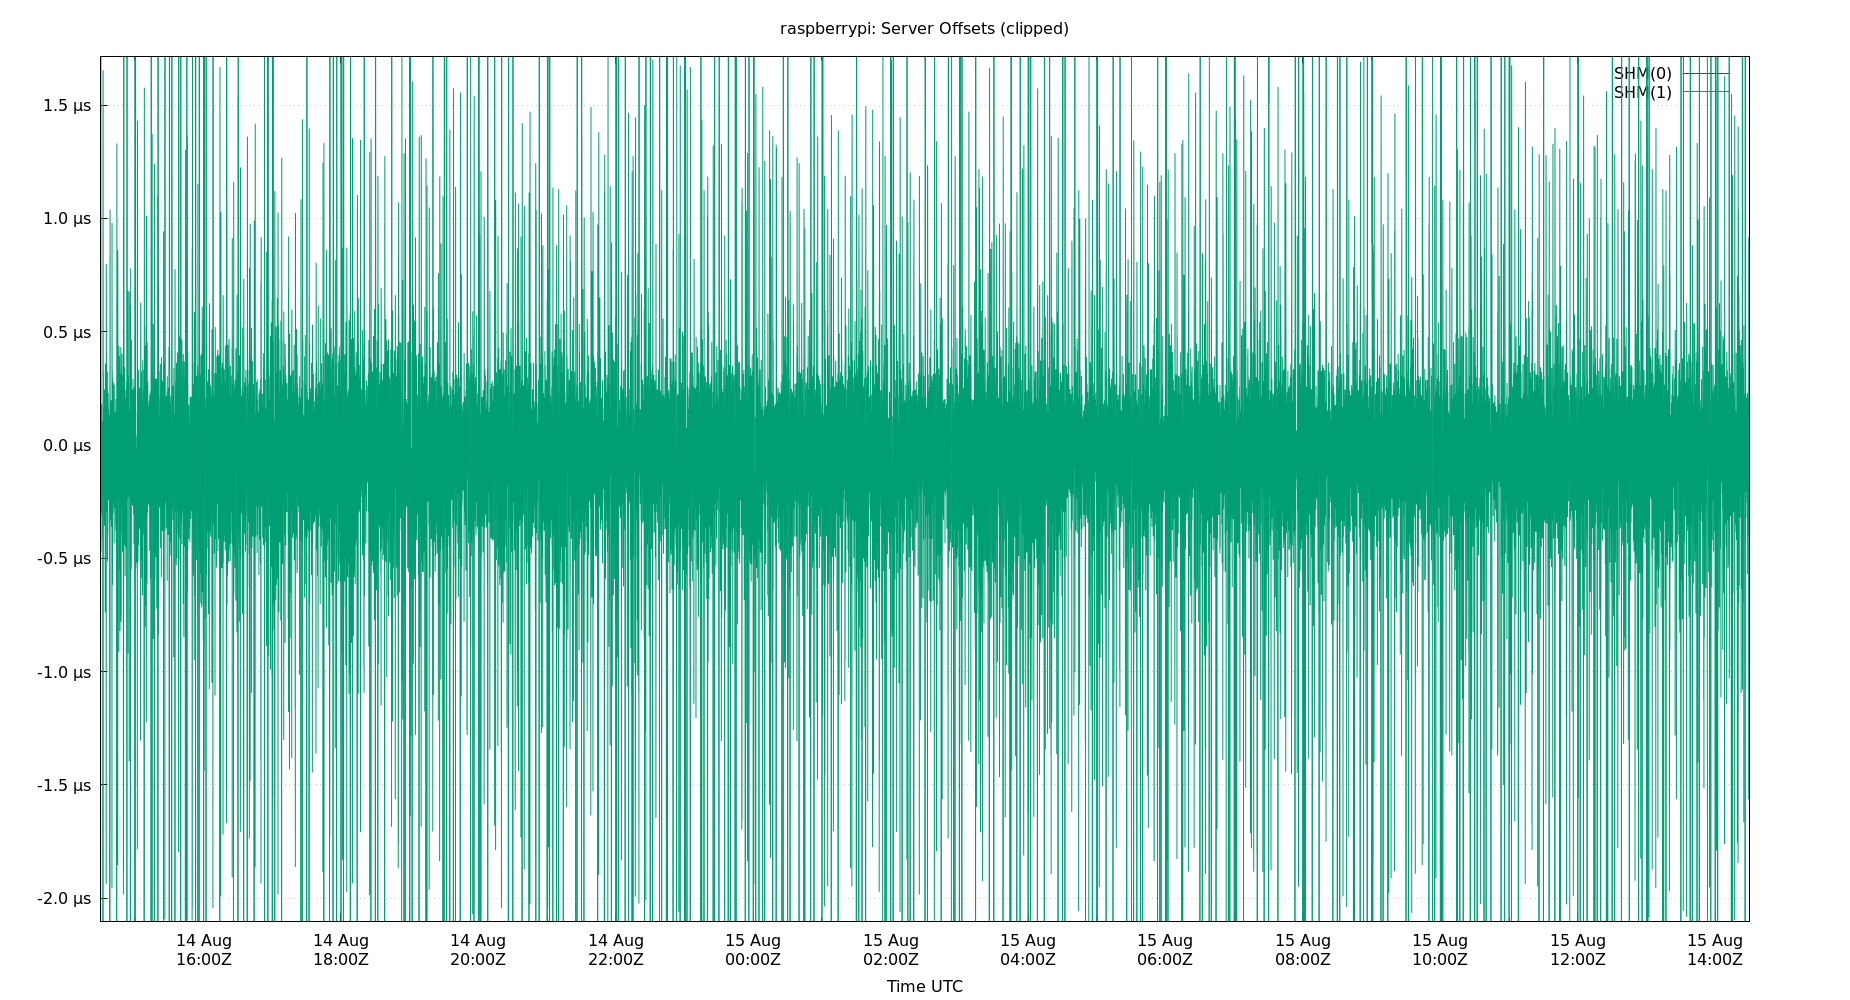 raspberrypi: Server Offsets (clipped)
SHM(0)
SHM(1)
1.5 µs
1.0 µs
0.5 µs
0.0 µs
-0.5 µs
-1.0 µs
-1.5 µs
-2.0 µs
14 Aug 14 Aug 14 Aug 14 Aug 15 Aug 15 Aug 15 Aug 15 Aug 15 Aug 15 Aug 15 Aug 15 Aug
16:00Z 18:00Z 20:00Z 22:00Z 00:00Z 02:00Z 04:00Z 06:00Z 08:00Z 10:00Z 12:00Z 14:00Z
Time UTC